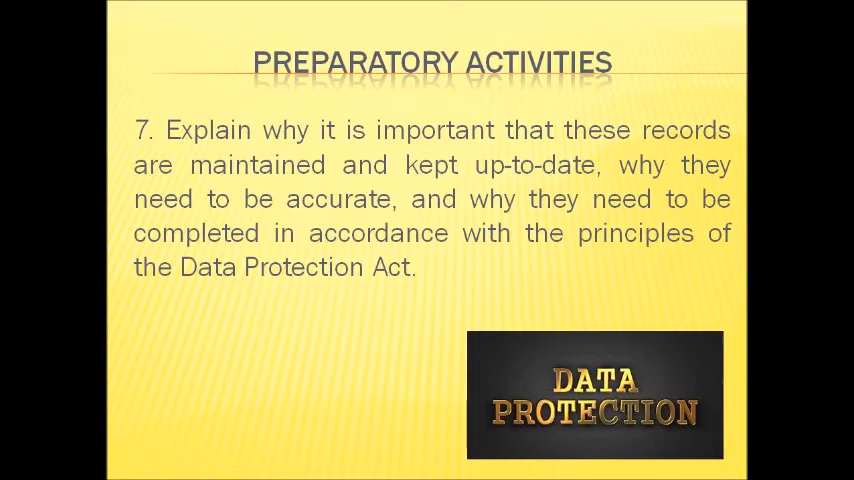 PREPARATORY ACTIVITIES
7. Explain why it is important that these records
are maintained and kept up-to-date, why they
need to be accurate, and why they need to be
completed in accordance with the principles of
the Data Protection Act.
DATA
PROTECTION